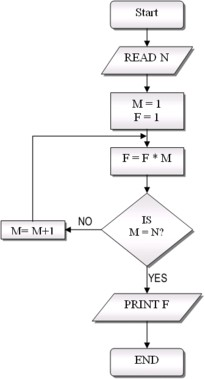 Start
READ N
M = 1
F = 1
F = F * M
IS
M = N?
NO
M= M+1
YES
PRINT F
END